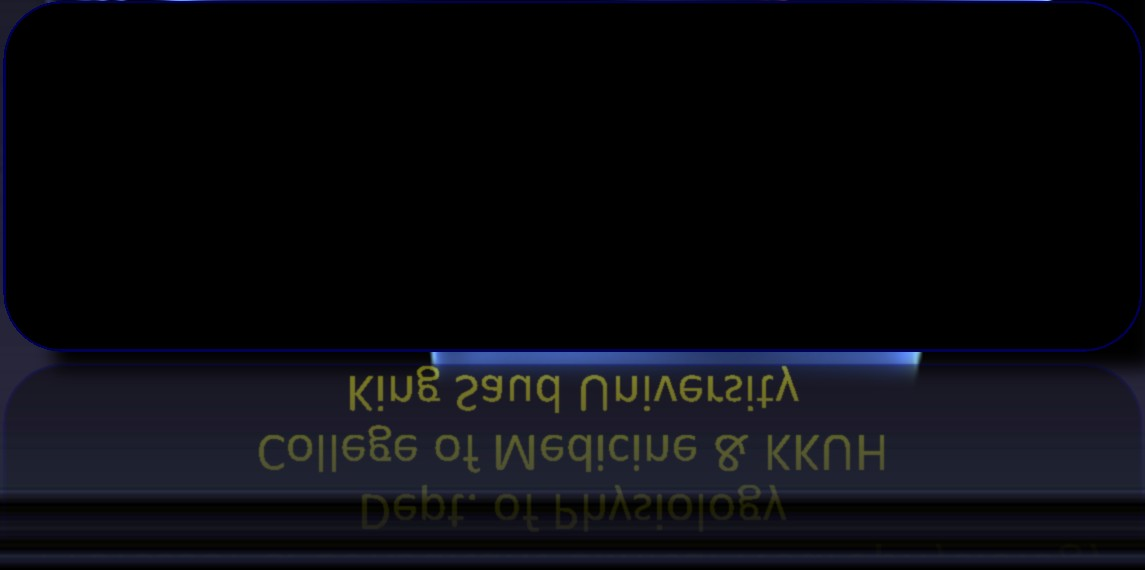 King Saud University
College of Medicine & KKUH
Dept. of Physiology